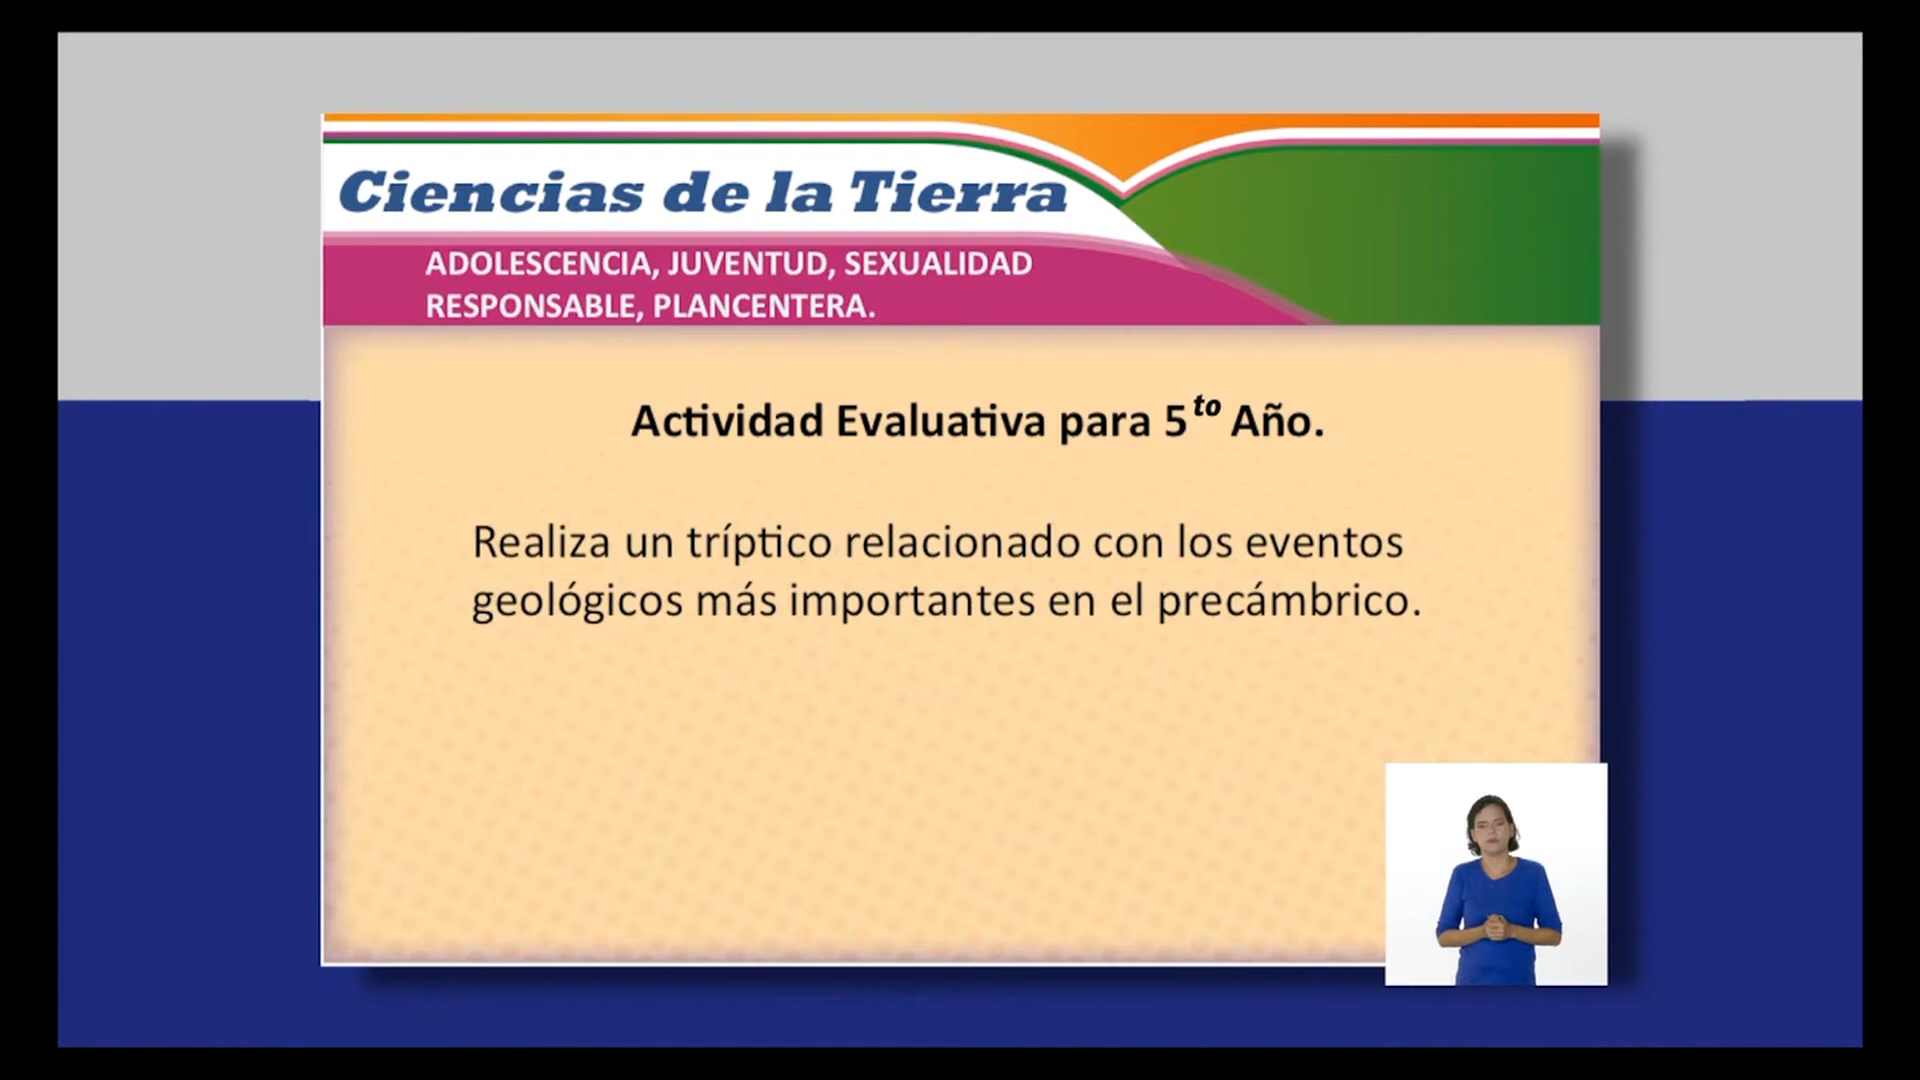 Ciencias de la Tierra
ADOLESCENCIA, JUVENTUD, SEXUALIDAD
RESPONSABLE, PLANCENTERA.
Actividad Evaluativa para 5to Año.
Realiza un tríptico relacionado con los eventos
geológicos más importantes en el precámbrico.